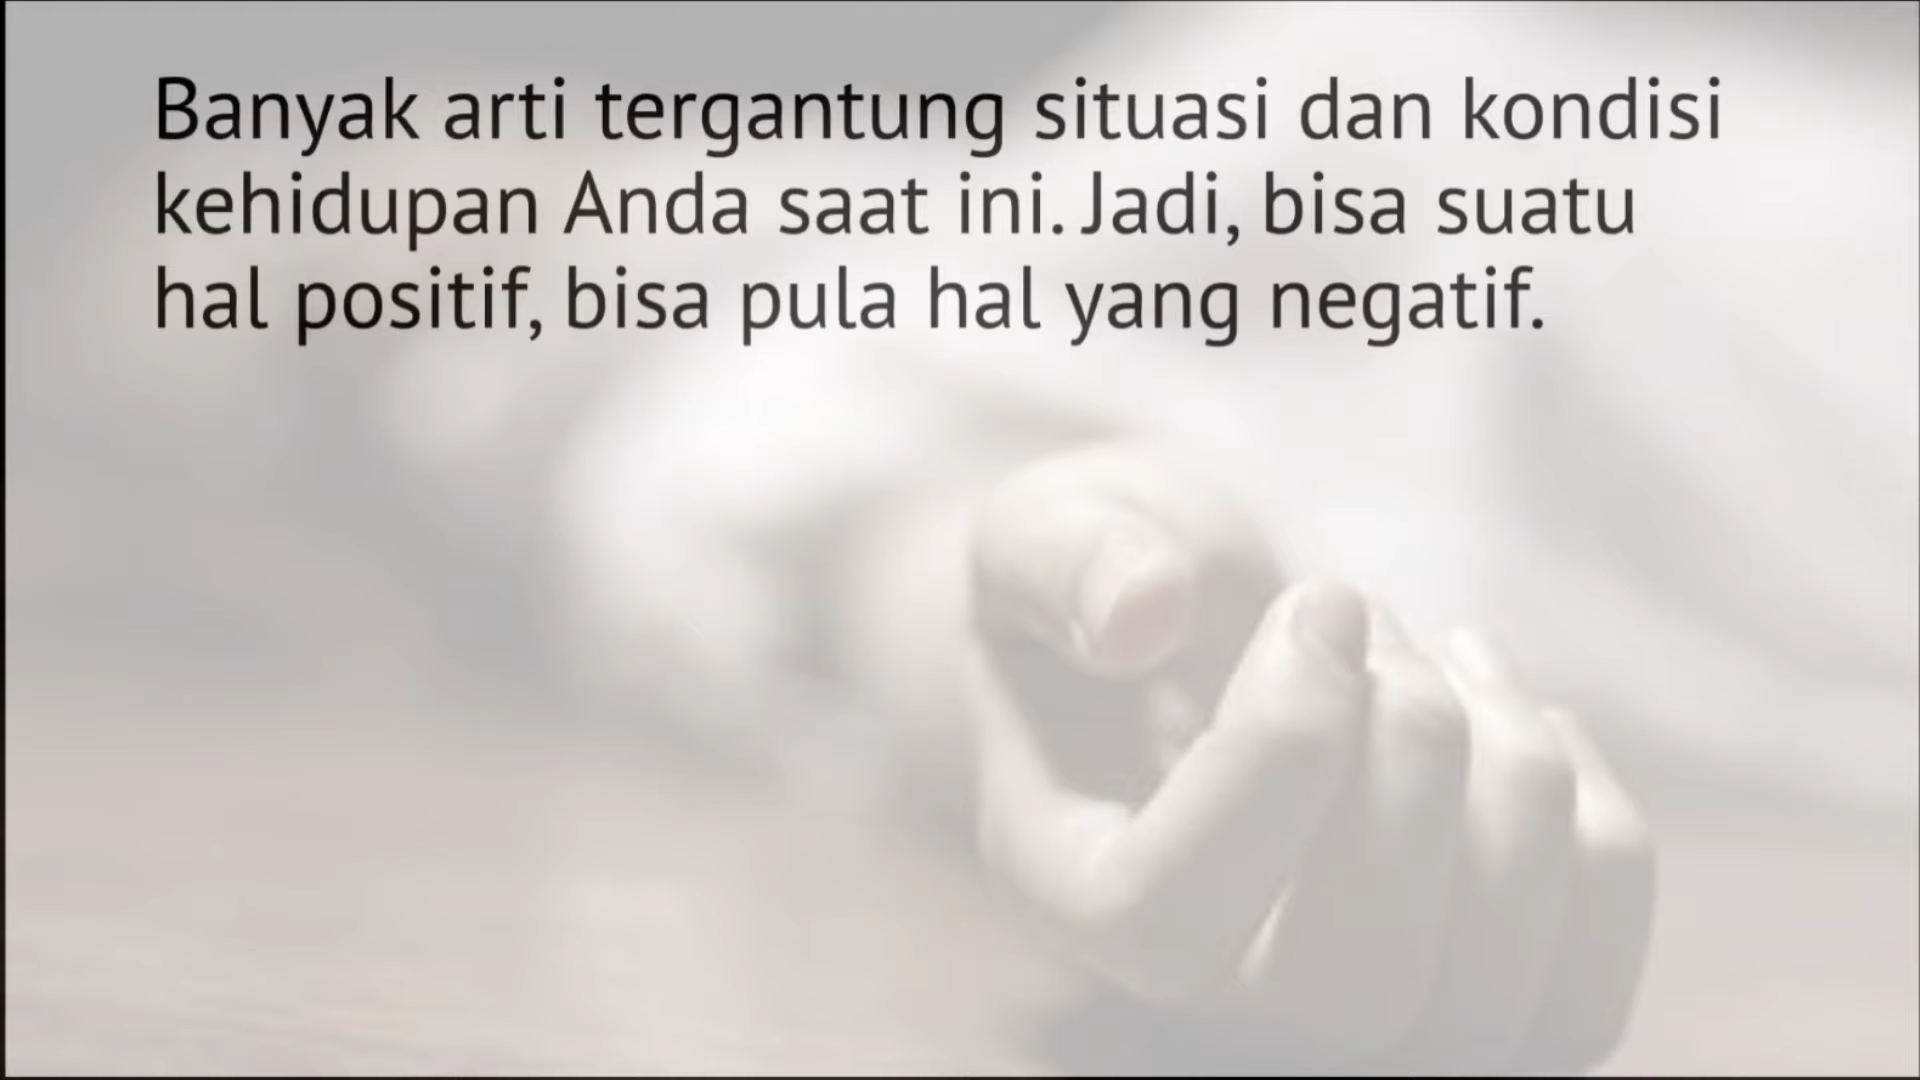 Banyak arti tergantung situasi dan kondisi
kehidupan Anda saat ini. Jadi, bisa suatu
hal positif, bisa pula hal yang negatif.